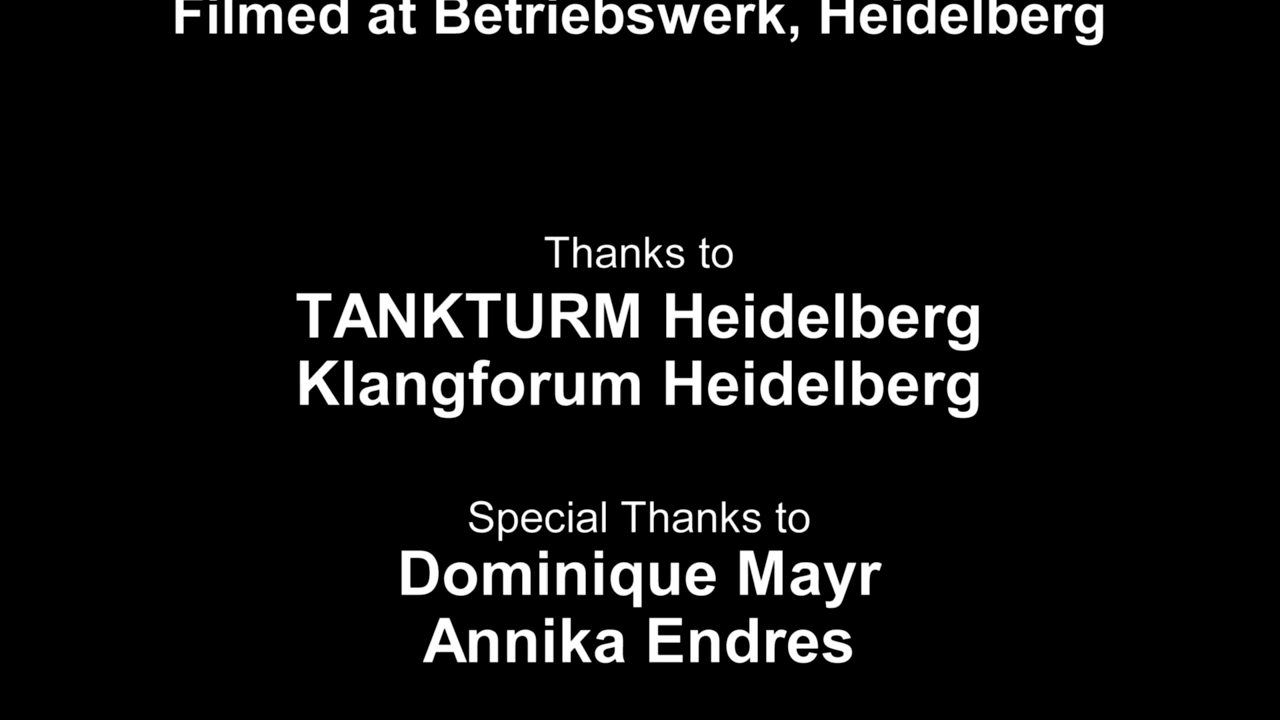 Filmed at Betriebswerk, Heidelberg
Thanks to
TANKTURM Heidelberg
Klangforum Heidelberg
Special Thanks to
Dominique Mayr
Annika Endres